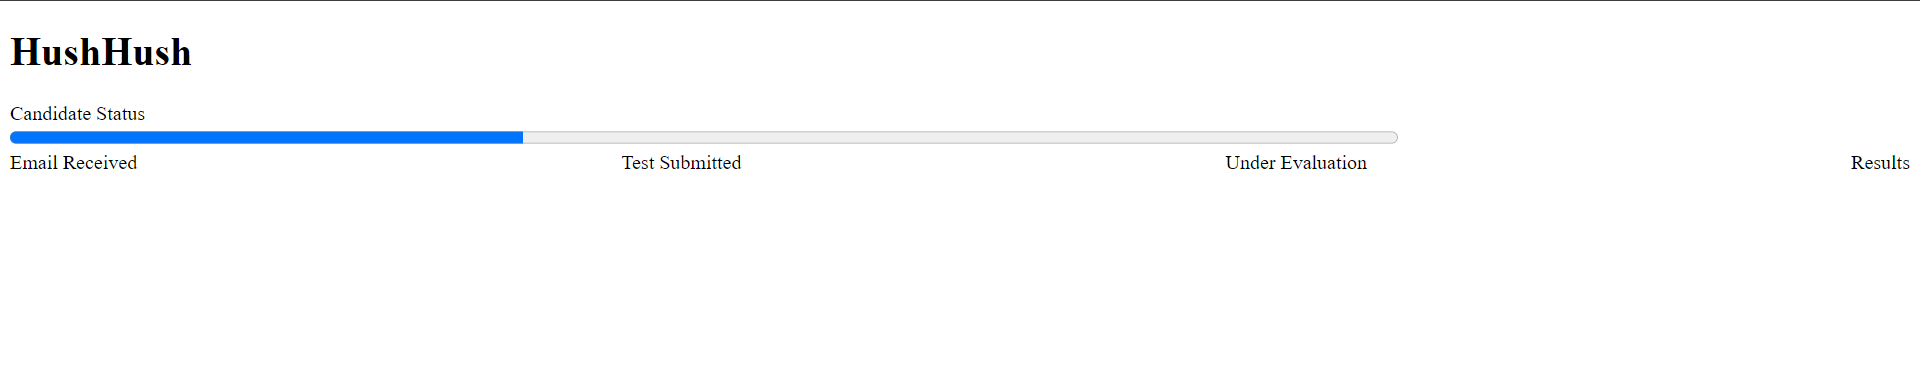 HushHush
Candidate Status
Email Received Test Submitted Under Evaluation Results